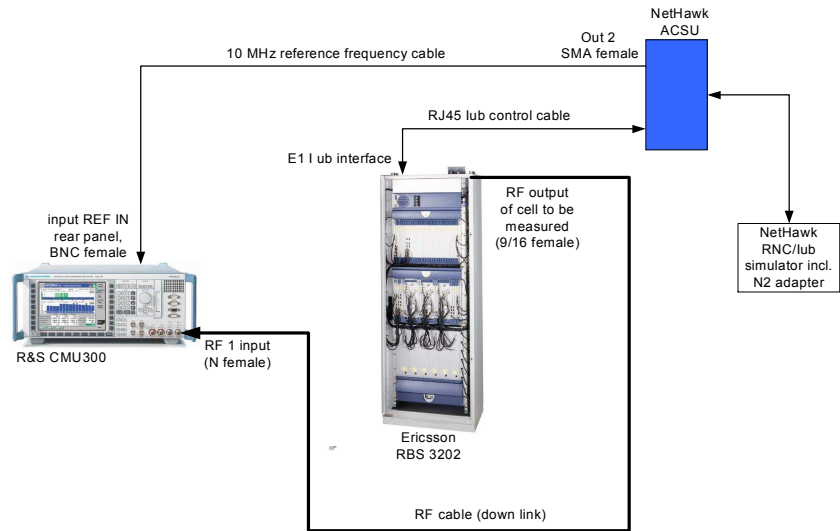 NetHawk
ACSU
Out 2
SMA female
10 MHz reference frequency cable
RJ45 Iub control cable
E1 I ub interface
RF output
of cell to be
measured
(9/16 female)
input REF IN
rear panel,
BNC female
NetHawk
RNC/Iub
simulator incl.
N2 adapter
RF 1 input
(N female)
R&S CMU300
Ericsson
RBS 3202
RF cable (down link)